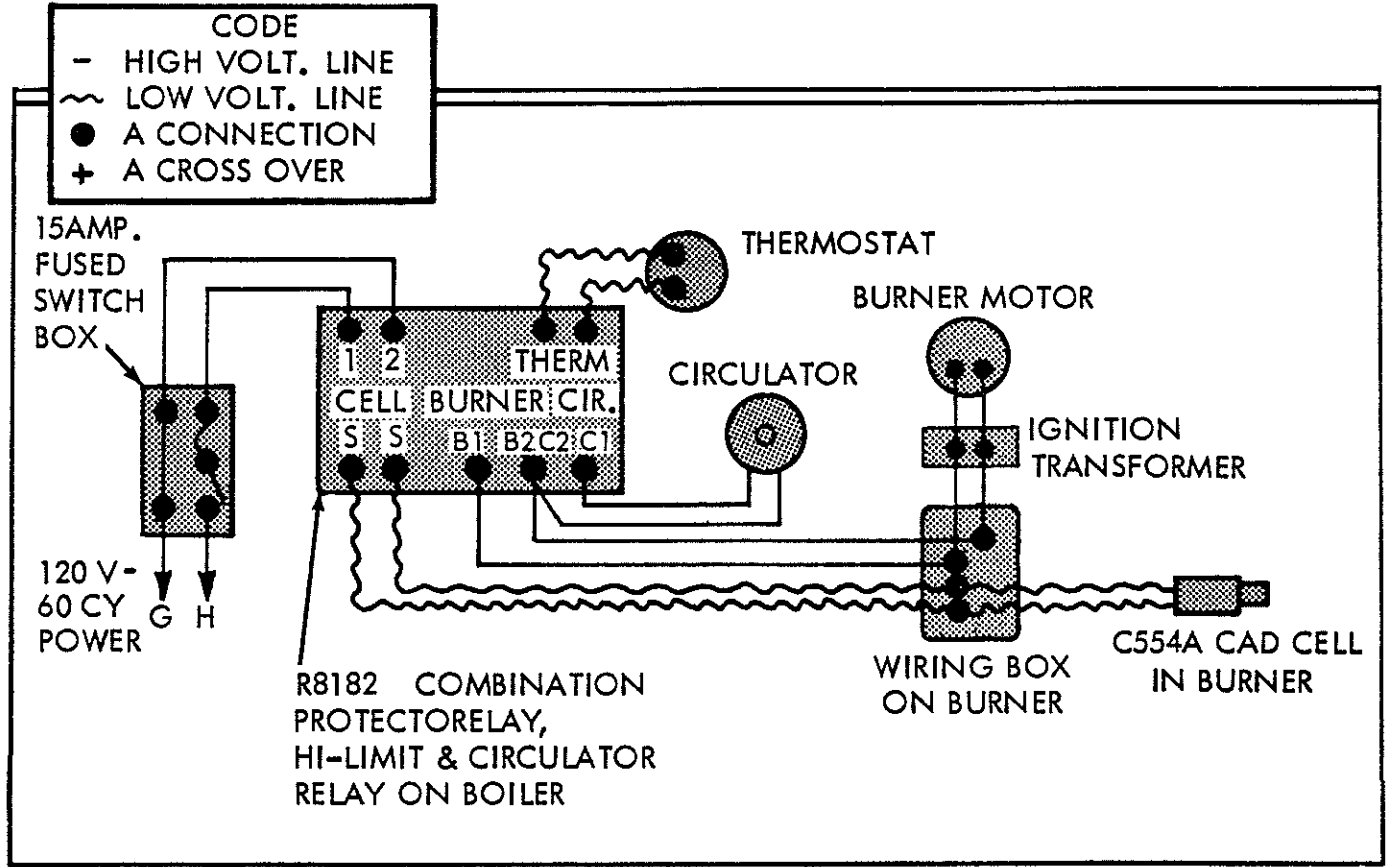 CODE
- HIGH VOLT. LINE
LOW VOLT. LINE
● A CONNECTION
+ A CROSS OVER
15AMP.
FUSED
SWITCH
BOX
THERMOSTAT
BURNER MOTOR
CIRCULATOR
IGNITION
TRANSFORMER
1 2 THERM
CELL BURNER CIR.
S S B1 B2C2 C1
120 V-
60 CY
POWER
G H
R8182 COMBINATION
PROTECTORELAY,
HI-LIMIT & CIRCULATOR
RELAY ON BOILER
WIRING BOX
ON BURNER
C554A CAD CELL
IN BURNER